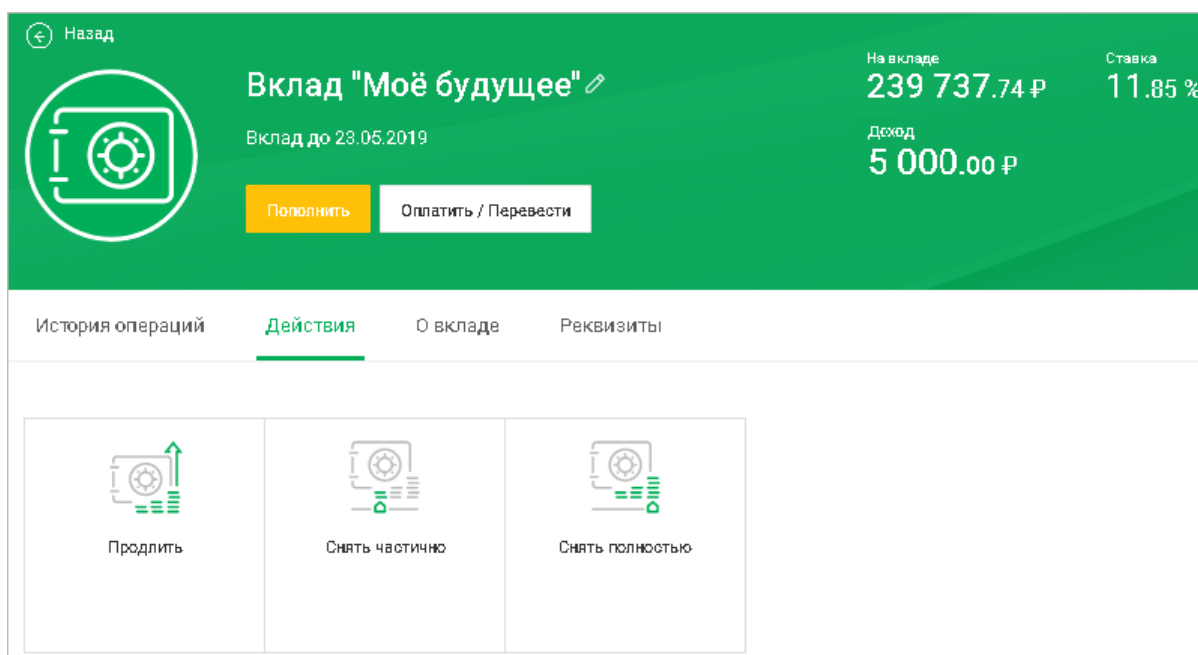 Назад
Вклад "Моё будущее"
Вклад до 23.05.2019
Пополнить
Оплатить / Перевести
На вкладе
239 737.74 ₽
Ставка
11.85 %
Доход
5 000.00 ₽
История операций
Действия
О вкладе
Реквизиты
Продлить
Снять частично
Снять полностью